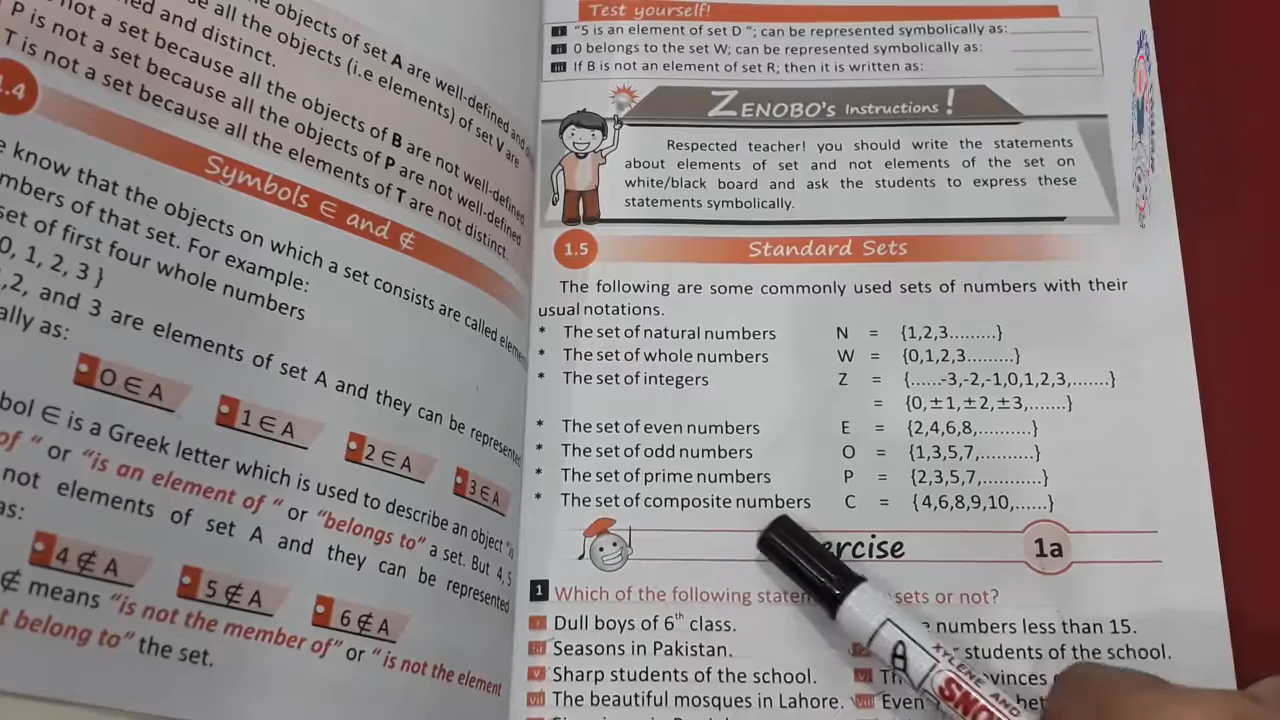 objects of set A are well-defined and
all the objects (i.e elements) of set V are
and distinct.
not a set because all the objects of B are not well-defined
P is not a set because all the objects of P are not well-defined
T is not a set because all the elements of T are not distinct.
1.4
Symbols ∈ and ∉
know that the objects on which a set consists are called
of that set. For example:
set of first four whole numbers
0, 1, 2, 3 }
,2, and 3 are elements of set A and they can be represented
as:
0 ∈ A
1 ∈ A
2 ∈ A
3 ∈ A
∈ is a Greek letter which is used to describe an object "is
of " or "is an element of " or "belongs to" a set. But 4, 5
not elements of set A and they can be represented
as:
4 ∉ A
5 ∉ A
6 ∉ A
∉ means "is not the member of" or " is not the element
belong to" the set.
Test yourself!
i "5 is an element of set D "; can be represented symbolically as:
ii 0 belongs to the set W; can be represented symbolically as:
iii If B is not an element of set R; then it is written as:
ZENOBO's Instructions !
Respected teacher! you should write the statements
about elements of set and not elements of the set on
white/black board and ask the students to express these
statements symbolically.
1.5 Standard Sets
The following are some commonly used sets of numbers with their
usual notations.
* The set of natural numbers N = {1,2,3.........}
* The set of whole numbers W = {0,1,2,3.........}
* The set of integers Z = {......-3,-2,-1,0,1,2,3,.......}
= {0,±1,±2,±3,.......}
* The set of even numbers E = {2,4,6,8,..........}
* The set of odd numbers O = {1,3,5,7,..........}
* The set of prime numbers P = {2,3,5,7,...........}
* The set of composite numbers C = {4,6,8,9,10,......}
ercise 1a
1 Which of the following sets or not?
i Dull boys of 6th class. numbers less than 15.
iii Seasons in Pakistan. students of the school.
v Sharp students of the school. vi
vii The beautiful mosques in Lahore. viii Even
A
XYLENE AND